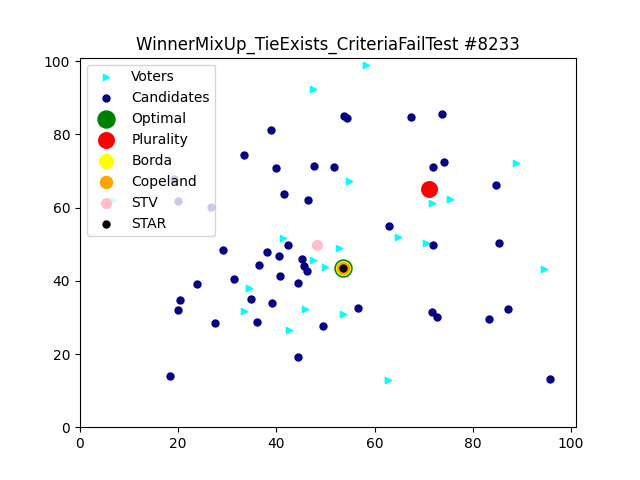 WinnerMixUp_TieExists_CriteriaFailTest #8233
100
80
60
40
20
0
Voters
Candidates
Optimal
Plurality
Borda
Copeland
STV
STAR
0 20 40 60 80 100